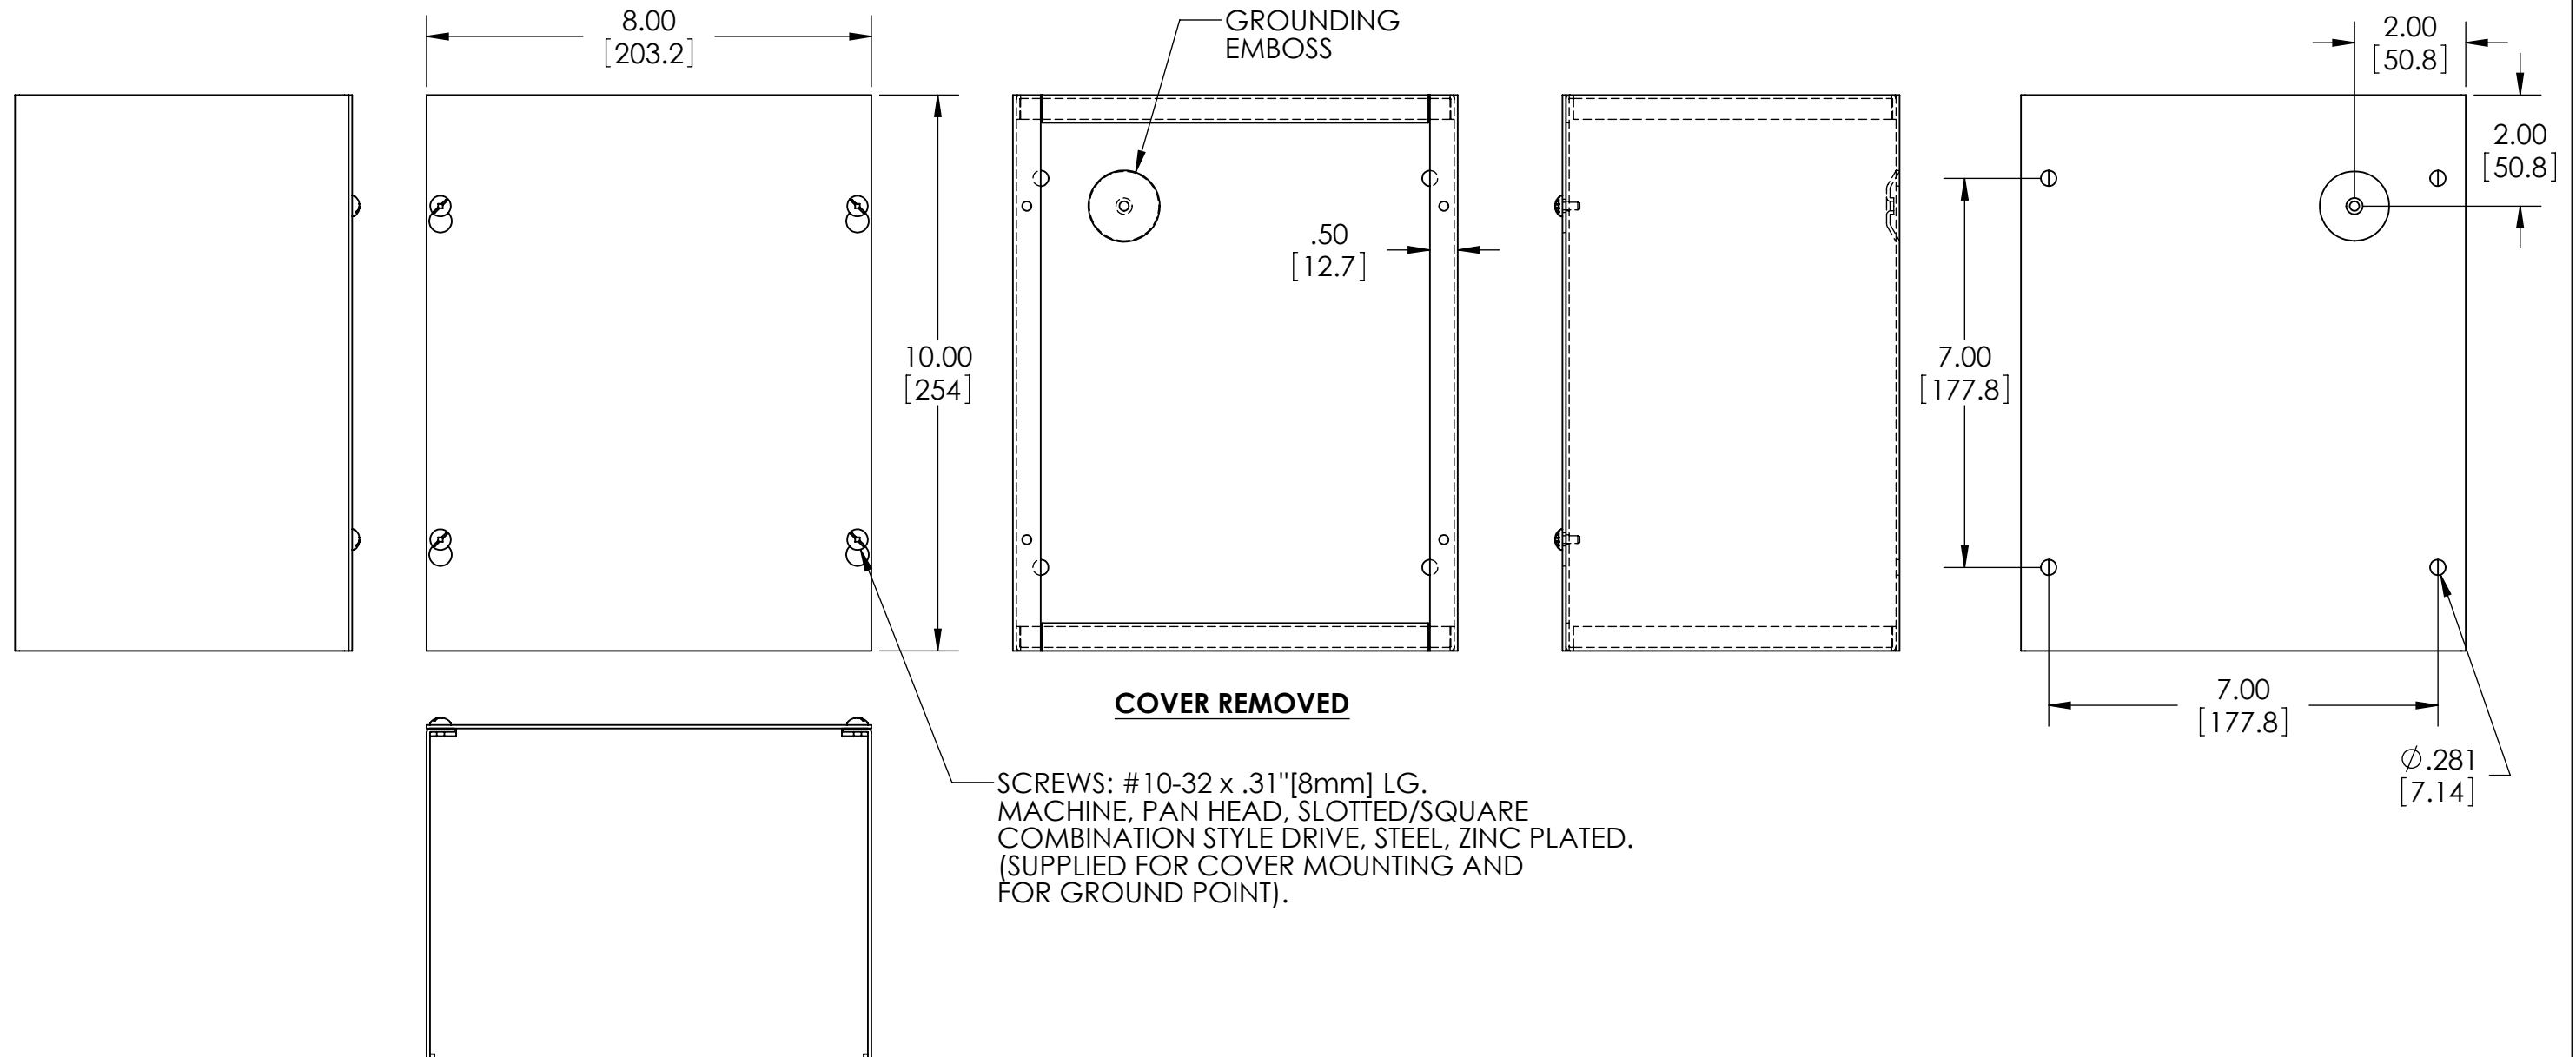 8.00
[203.2]
GROUNDING
EMBOSS
2.00
[50.8]
2.00
[50.8]
.50
[12.7]
10.00
[254]
7.00
[177.8]
COVER REMOVED
7.00
[177.8]
Ø.281
[7.14]
SCREWS: #10-32 x .31"[8mm] LG.
MACHINE, PAN HEAD, SLOTTED/SQUARE
COMBINATION STYLE DRIVE, STEEL, ZINC PLATED.
(SUPPLIED FOR COVER MOUNTING AND
FOR GROUND POINT).